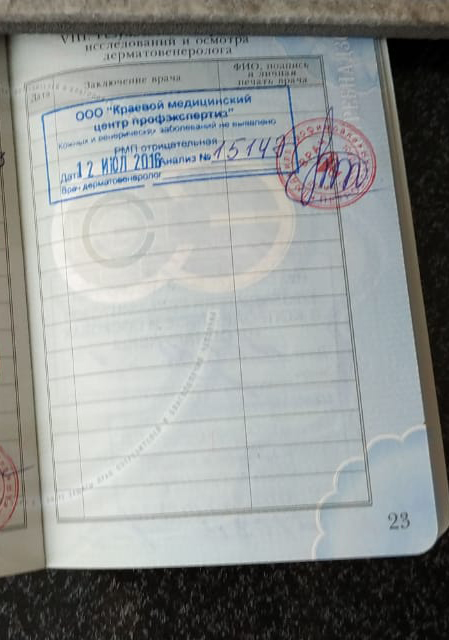 VIII.
исследований и осмотра
дерматовенеролога
Дата
Заключение врача
ФИО, подпись
и личная
печать врача
ООО "Краевой медицинский
центр профэкспертиз"
кожных и венерических заболеваний не выявлено
РМП отрицательная
Дата 12 ИЮЛ 2016 Анализ № 15147
Врач дерматовенеролог
23